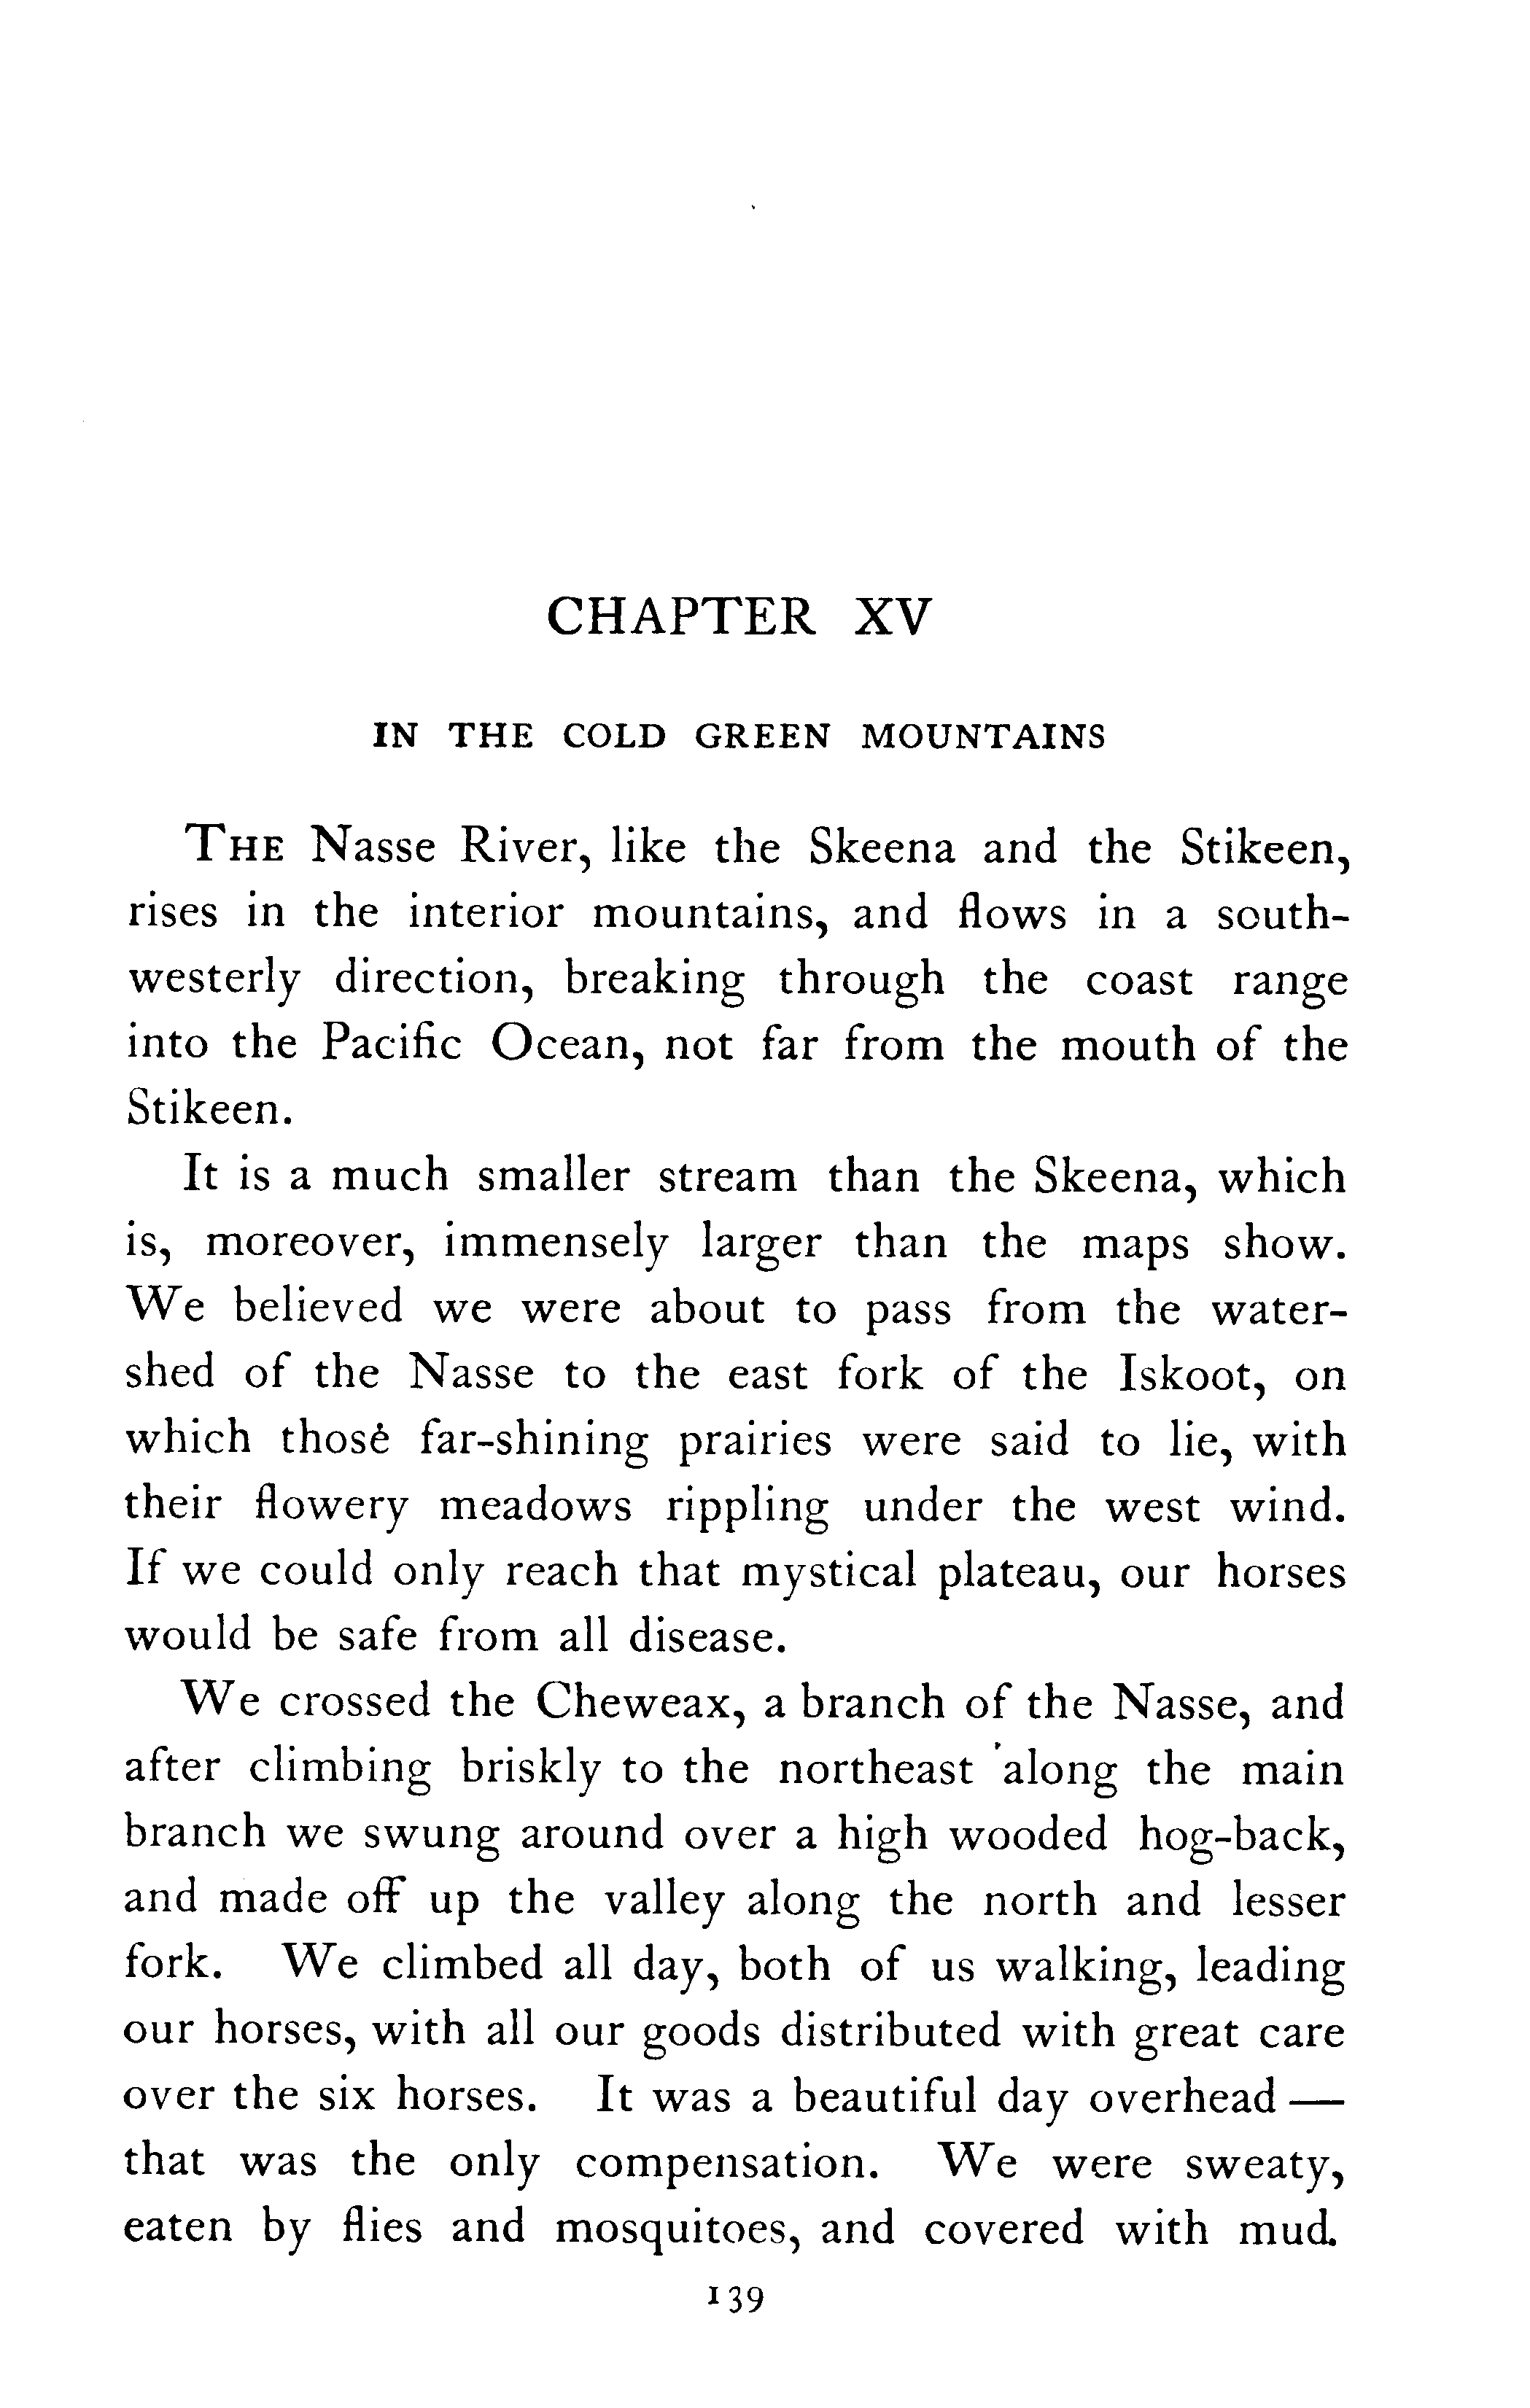 CHAPTER XV
IN THE COLD GREEN MOUNTAINS
THE Nasse River, like the Skeena and the Stikeen,
rises in the interior mountains, and flows in a south-
westerly direction, breaking through the coast range
into the Pacific Ocean, not far from the mouth of the
Stikeen.
It is a much smaller stream than the Skeena, which
is, moreover, immensely larger than the maps show.
We believed we were about to pass from the water-
shed of the Nasse to the east fork of the Iskoot, on
which those far-shining prairies were said to lie, with
their flowery meadows rippling under the west wind.
If we could only reach that mystical plateau, our horses
would be safe from all disease.
We crossed the Cheweax, a branch of the Nasse, and
after climbing briskly to the northeast along the main
branch we swung around over a high wooded hog-back,
and made off up the valley along the north and lesser
fork. We climbed all day, both of us walking, leading
our horses, with all our goods distributed with great care
over the six horses. It was a beautiful day overhead —
that was the only compensation. We were sweaty,
eaten by flies and mosquitoes, and covered with mud.
139